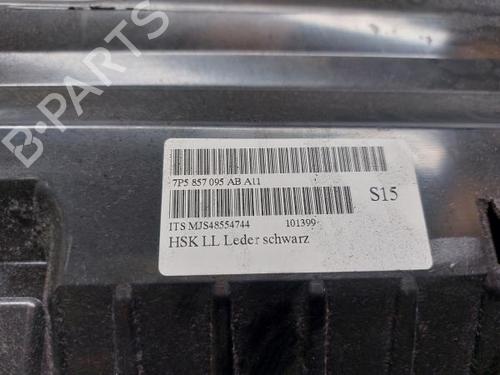 B-PARTS
7P5 857 095 AB A11
S15
ITS MJS48554744 101399
HSK LL Leder schwarz